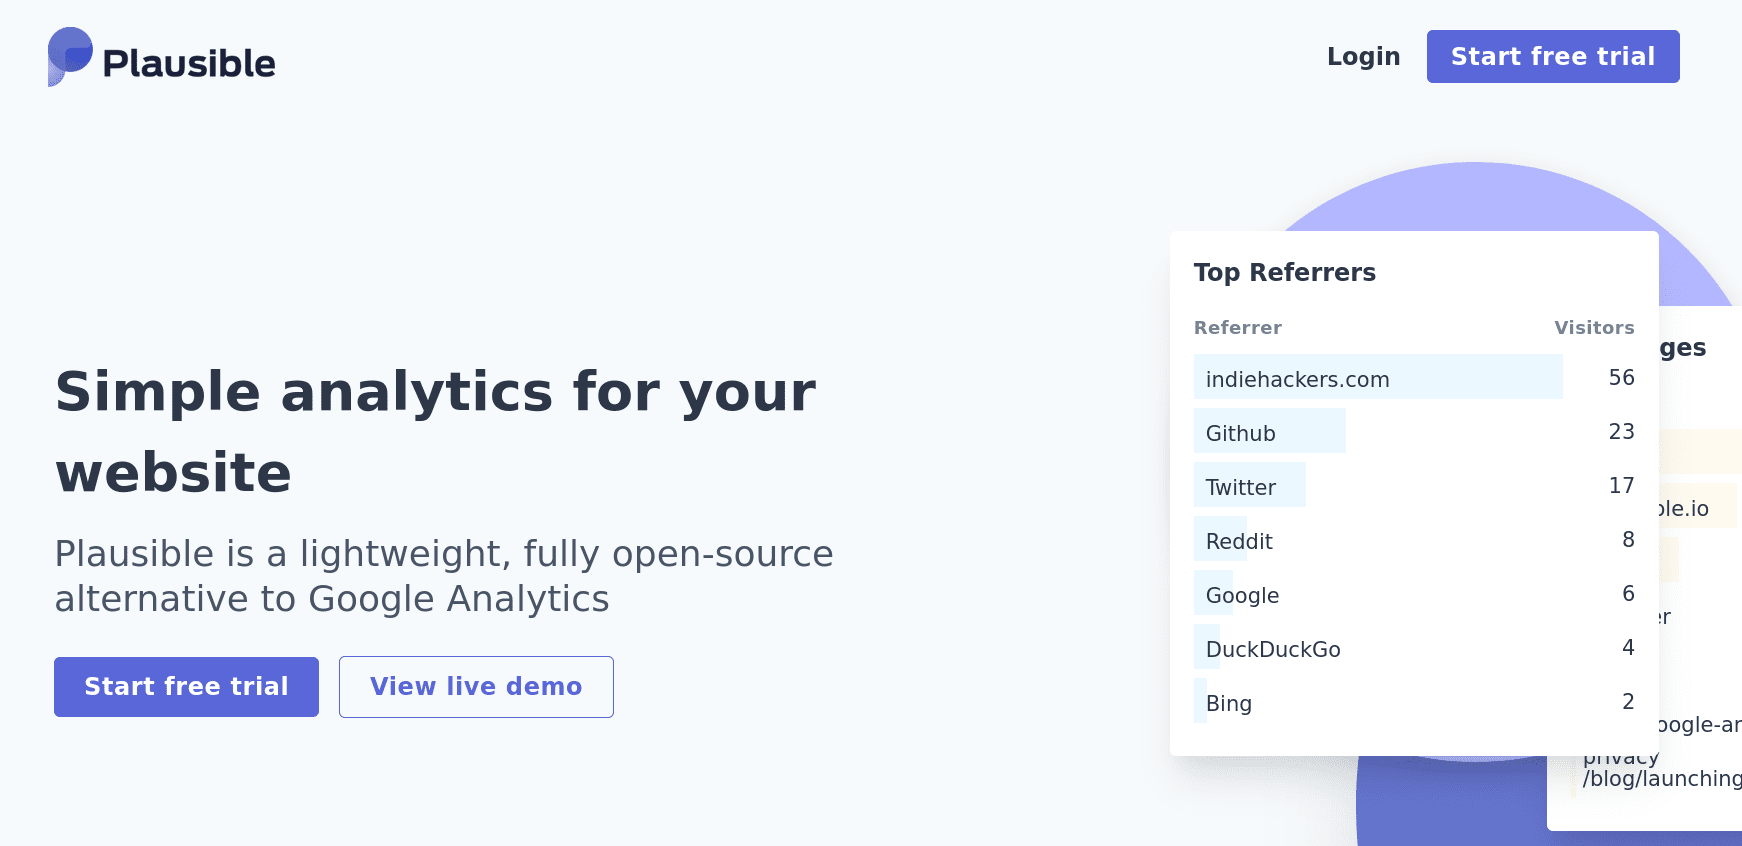 Plausible
Login
Start free trial
Simple analytics for your
website
Plausible is a lightweight, fully open-source
alternative to Google Analytics
Start free trial
View live demo
Top Referrers
Referrer Visitors
indiehackers.com 56
Github 23
Twitter 17
Reddit 8
Google 6
DuckDuckGo 4
Bing 2
ges
ble.io
er
oogle-an
privacy
/blog/launching